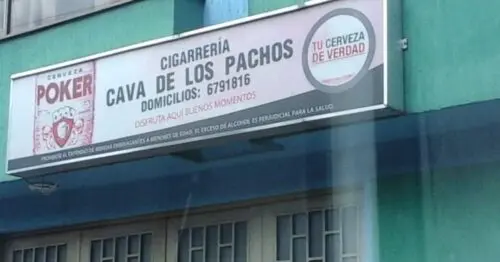 CERVEZA
POKER
CIGARRERÍA
CAVA DE LOS PACHOS
DOMICILIOS: 6791816
DISFRUTA AQUÍ BUENOS MOMENTOS
TU CERVEZA
DE VERDAD
PROHÍBESE EL EXPENDIO DE BEBIDAS EMBRIAGANTES A MENORES DE EDAD. EL EXCESO DE ALCOHOL ES PERJUDICIAL PARA LA SALUD.